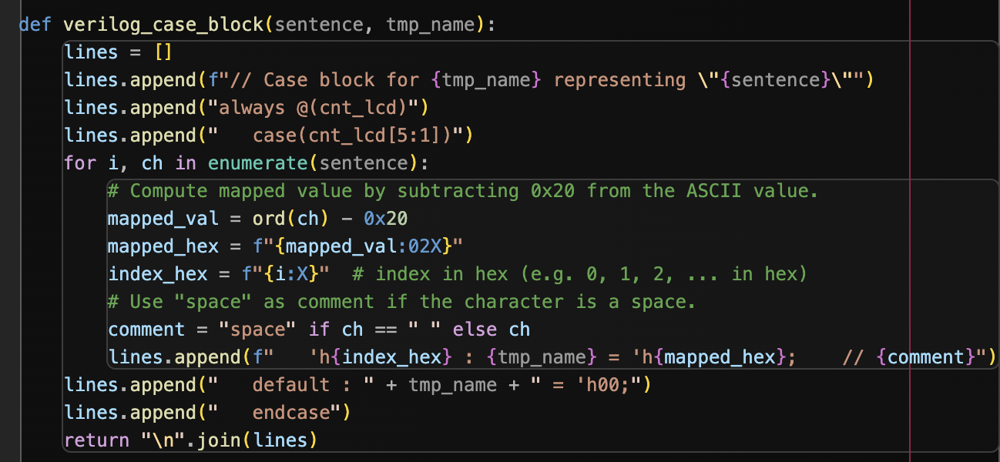 def verilog_case_block(sentence, tmp_name):
    lines = []
    lines.append(f"// Case block for {tmp_name} representing \"{sentence}\"")
    lines.append("always @(cnt_lcd)")
    lines.append("   case(cnt_lcd[5:1])")
    for i, ch in enumerate(sentence):
        # Compute mapped value by subtracting 0x20 from the ASCII value.
        mapped_val = ord(ch) - 0x20
        mapped_hex = f"{mapped_val:02X}"
        index_hex = f"{i:X}"  # index in hex (e.g. 0, 1, 2, ... in hex)
        # Use "space" as comment if the character is a space.
        comment = "space" if ch == " " else ch
        lines.append(f"   'h{index_hex} : {tmp_name} = 'h{mapped_hex};    // {comment}")
    lines.append("   default : " + tmp_name + " = 'h00;")
    lines.append("   endcase")
    return "\n".join(lines)